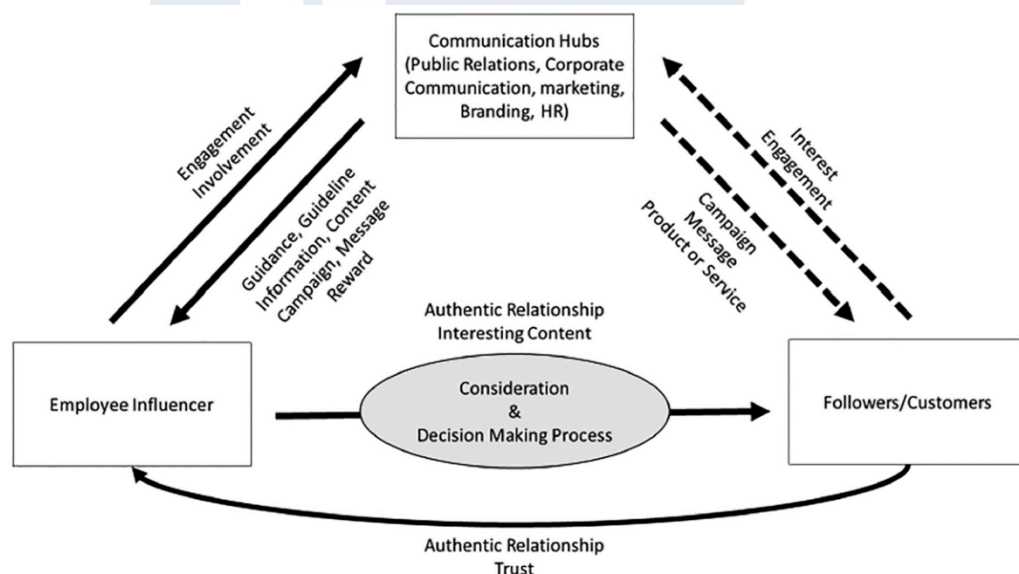 Communication Hubs
(Public Relations, Corporate
Communication, marketing,
Branding, HR)
Engagement
Involvement
Guidance, Guideline
Information, Content
Campaign, Message
Reward
Interest
Engagement
Campaign
Message
Product or Service
Authentic Relationship
Interesting Content
Employee Influencer
Consideration
&
Decision Making Process
Followers/Customers
Authentic Relationship
Trust